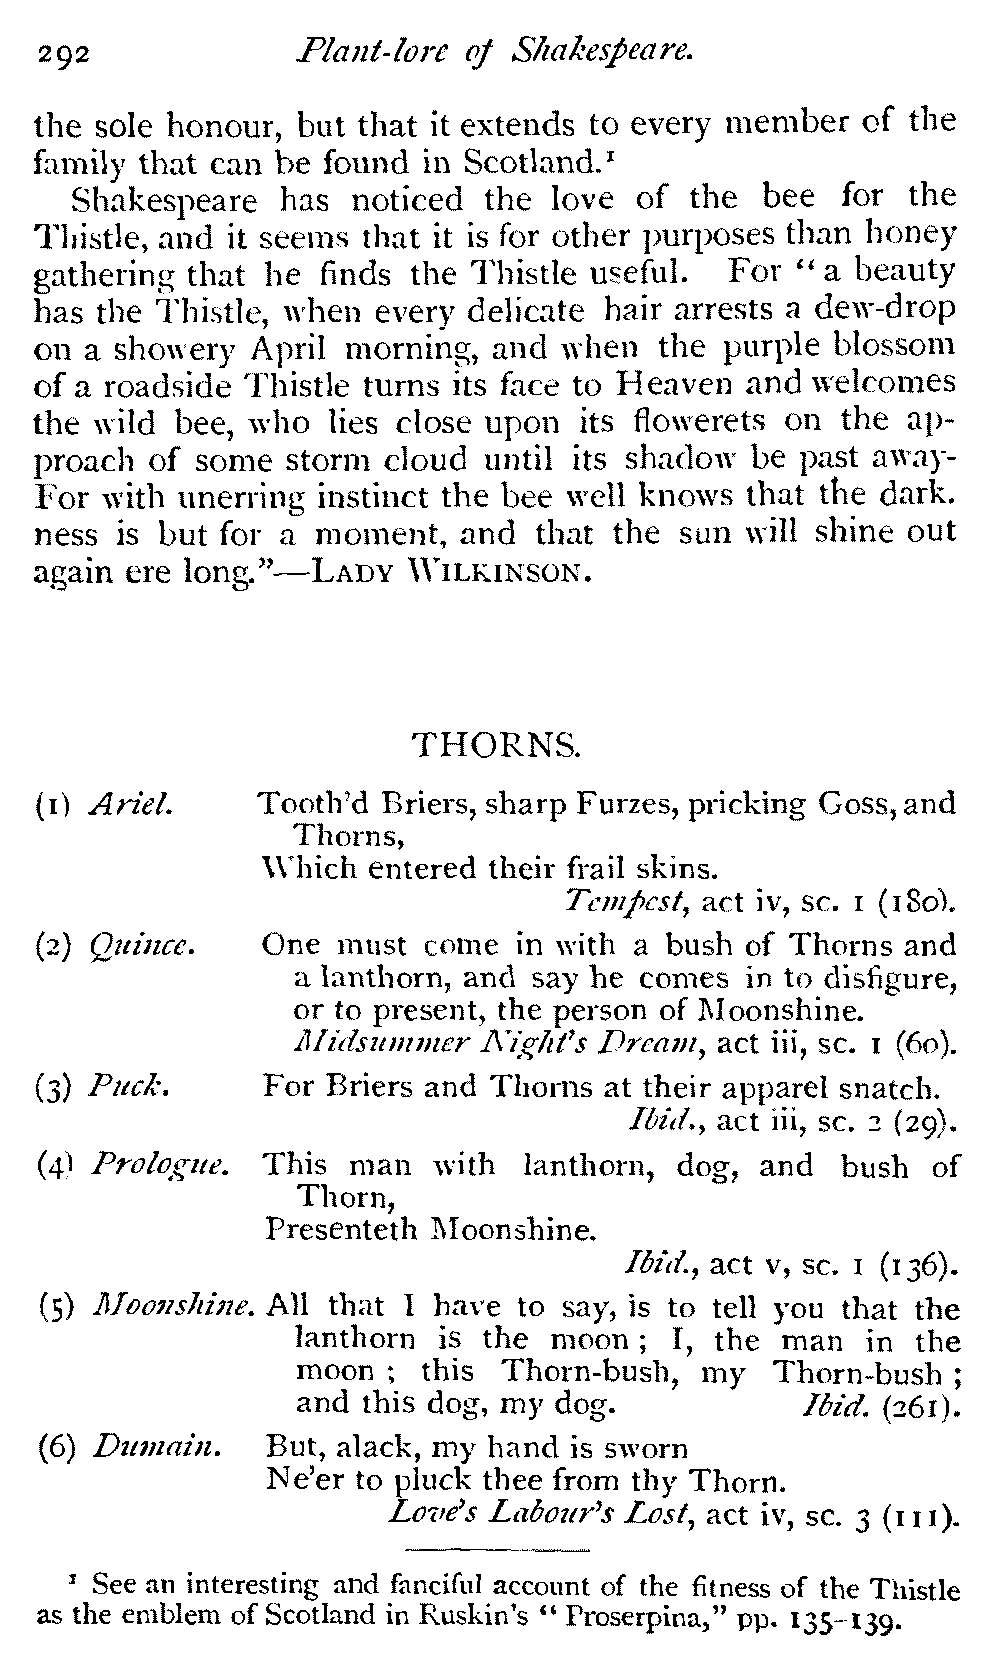 292 Plant-lore of Shakespeare.
the sole honour, but that it extends to every member of the
family that can be found in Scotland.¹
Shakespeare has noticed the love of the bee for the
Thistle, and it seems that it is for other purposes than honey
gathering that he finds the Thistle useful. For “a beauty
has the Thistle, when every delicate hair arrests a dew-drop
on a showery April morning, and when the purple blossom
of a roadside Thistle turns its face to Heaven and welcomes
the wild bee, who lies close upon its flowerets on the ap-
proach of some storm cloud until its shadow be past away-
For with unerring instinct the bee well knows that the dark.
ness is but for a moment, and that the sun will shine out
again ere long.”—LADY WILKINSON.
THORNS.
(1) Ariel. Tooth’d Briers, sharp Furzes, pricking Goss, and
Thorns,
Which entered their frail skins.
Tempest, act iv, sc. 1 (180).
(2) Quince. One must come in with a bush of Thorns and
a lanthorn, and say he comes in to disfigure,
or to present, the person of Moonshine.
Midsummer Night’s Dream, act iii, sc. 1 (60).
(3) Puck. For Briers and Thorns at their apparel snatch.
Ibid., act iii, sc. 2 (29).
(4) Prologue. This man with lanthorn, dog, and bush of
Thorn,
Presenteth Moonshine.
Ibid., act v, sc. 1 (136).
(5) Moonshine. All that I have to say, is to tell you that the
lanthorn is the moon ; I, the man in the
moon ; this Thorn-bush, my Thorn-bush ;
and this dog, my dog. Ibid. (261).
(6) Dumain. But, alack, my hand is sworn
Ne’er to pluck thee from thy Thorn.
Love’s Labour’s Lost, act iv, sc. 3 (111).
¹ See an interesting and fanciful account of the fitness of the Thistle
as the emblem of Scotland in Ruskin’s “ Proserpina,” pp. 135–139.